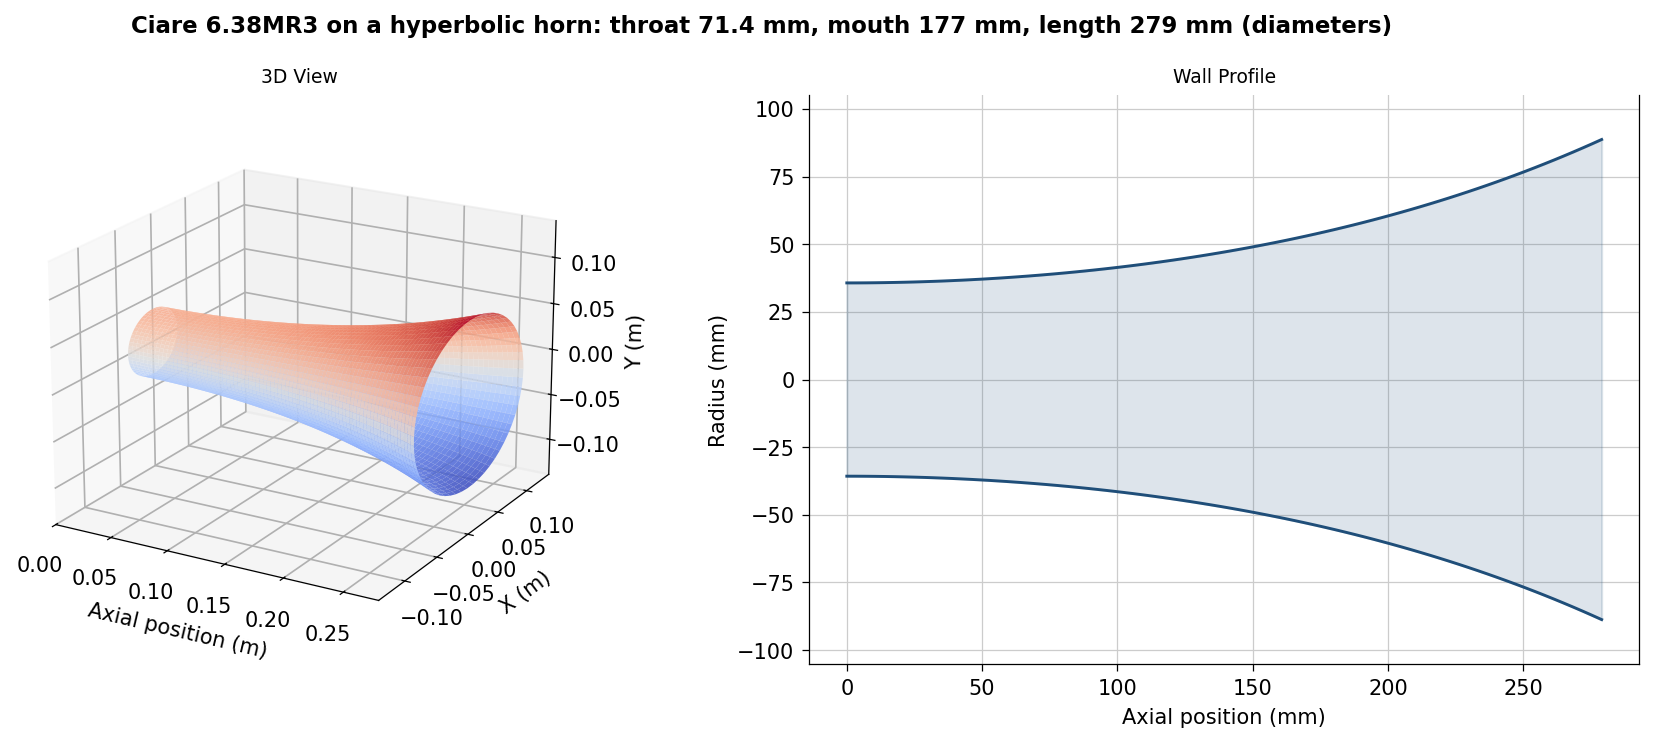 Ciare 6.38MR3 on a hyperbolic horn: throat 71.4 mm, mouth 177 mm, length 279 mm (diameters)
3D View
0.10
0.05
0.00
−0.05
−0.10
Y (m)
0.10
0.05
0.00
−0.05
−0.10
X (m)
0.00
0.05
0.10
0.15
0.20
0.25
Axial position (m)
Wall Profile
100
75
50
25
0
−25
−50
−75
−100
Radius (mm)
0 50 100 150 200 250
Axial position (mm)